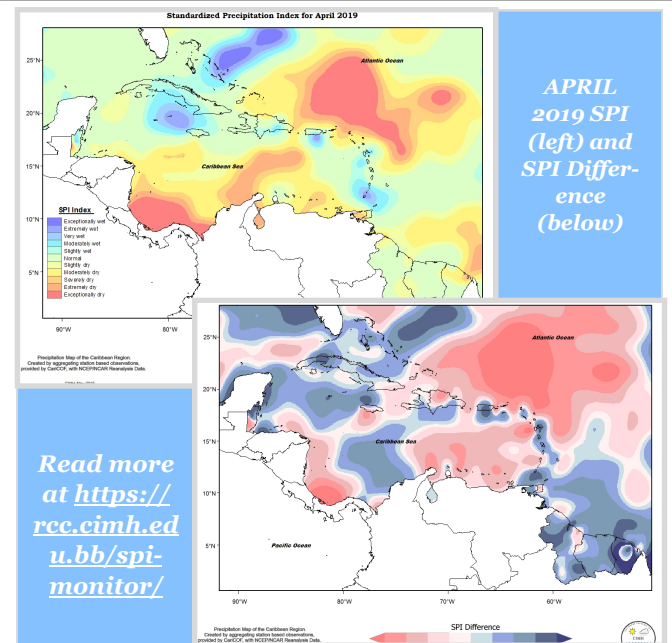 Standardized Precipitation Index for April 2019
25°N
20°N
15°N
10°N
5°N
Atlantic Ocean
Caribbean Sea
SPI Index
Exceptionally wet
Extremely wet
Very wet
Moderately wet
Slightly wet
Normal
Slightly dry
Moderately dry
Severely dry
Extremely dry
Exceptionally dry
90°W
80°W
Precipitation Map of the Caribbean Region.
Created by aggregating station based observations,
provided by CariCOF, with NCEP/NCAR Reanalysis Data.
APRIL
2019 SPI
(left) and
SPI Differ-
ence
(below)
25°N
20°N
15°N
10°N
5°N
Atlantic Ocean
Caribbean Sea
Pacific Ocean
90°W
80°W
70°W
60°W
Precipitation Map of the Caribbean Region.
Created by aggregating station based observations,
provided by CariCOF, with NCEP/NCAR Reanalysis Data.
SPI Difference
CIMH
Read more
at https://
rcc.cimh.ed
u.bb/spi-
monitor/